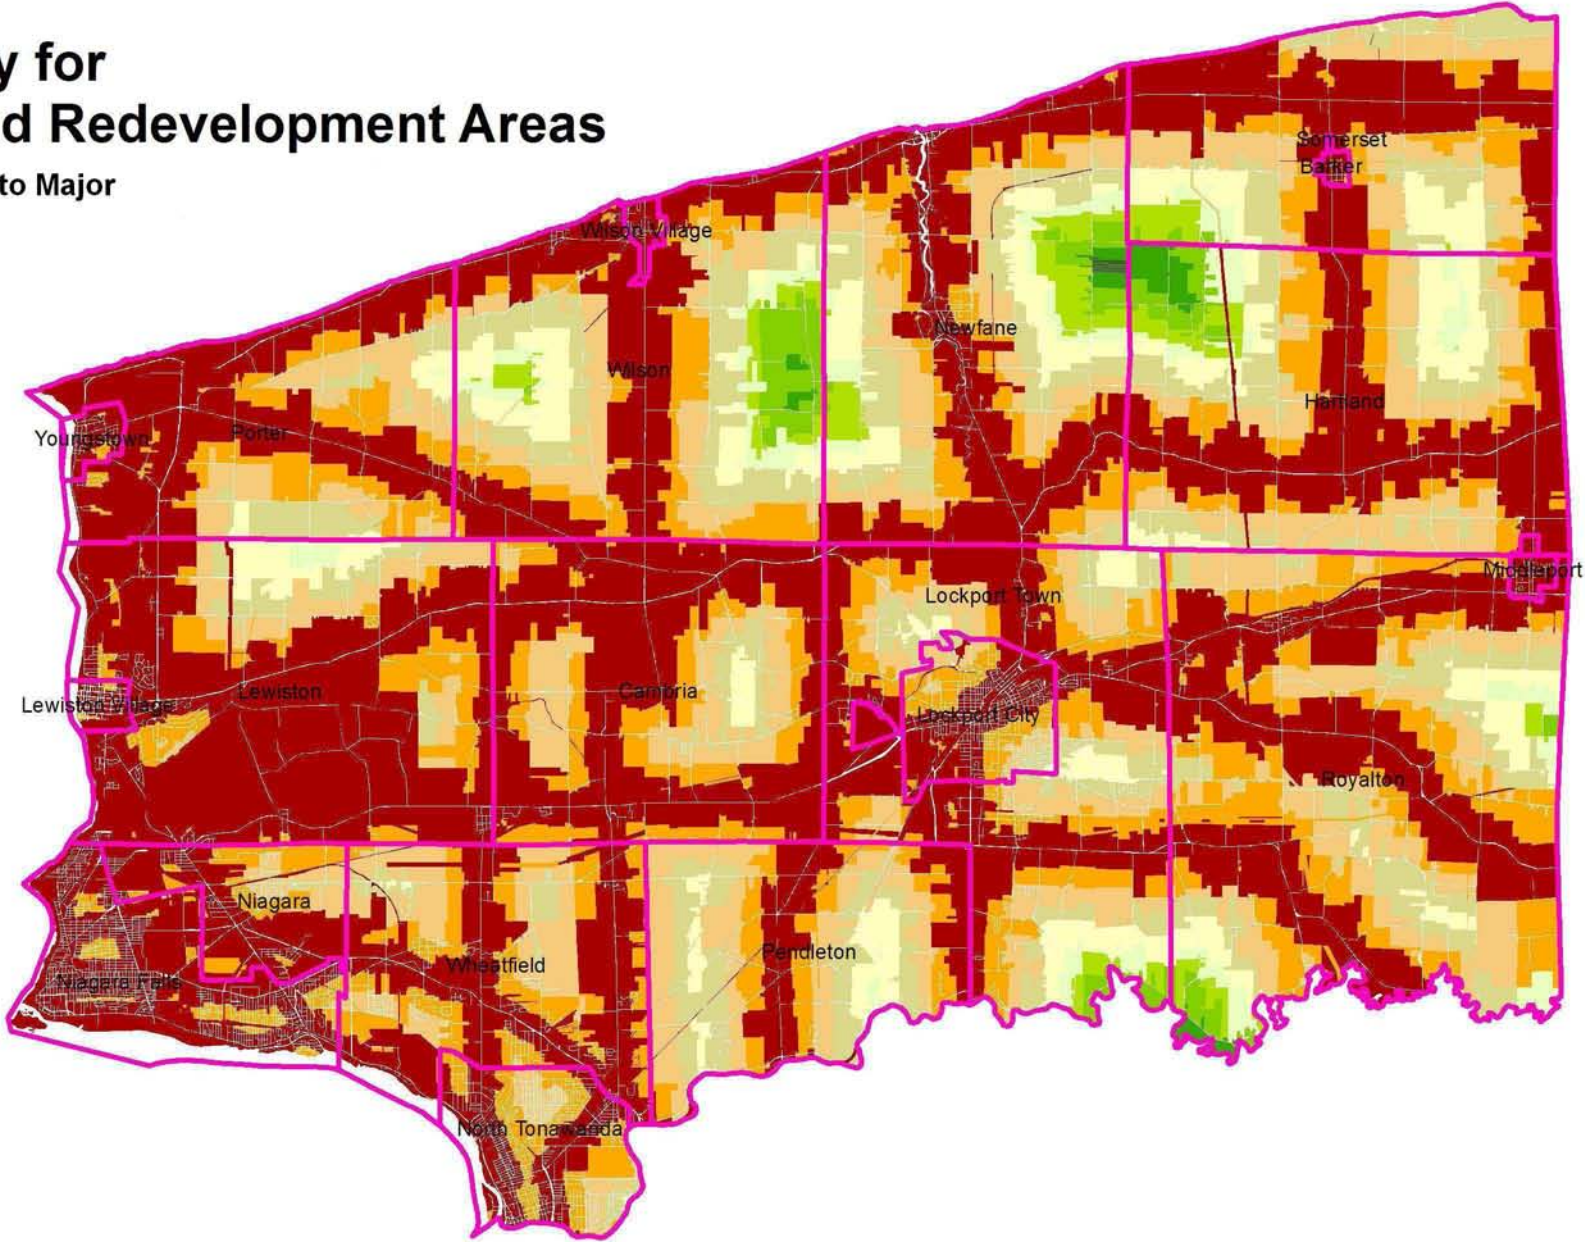 y for
d Redevelopment Areas
to Major
Somerset
Barker
Wilson Village
Newfane
Wilson
Hartland
Youngstown
Porter
Middleport
Lockport Town
Lewiston
Cambria
Lewiston Village
Lockport City
Royalton
Niagara
Pendleton
Wheatfield
Niagara Falls
North Tonawanda